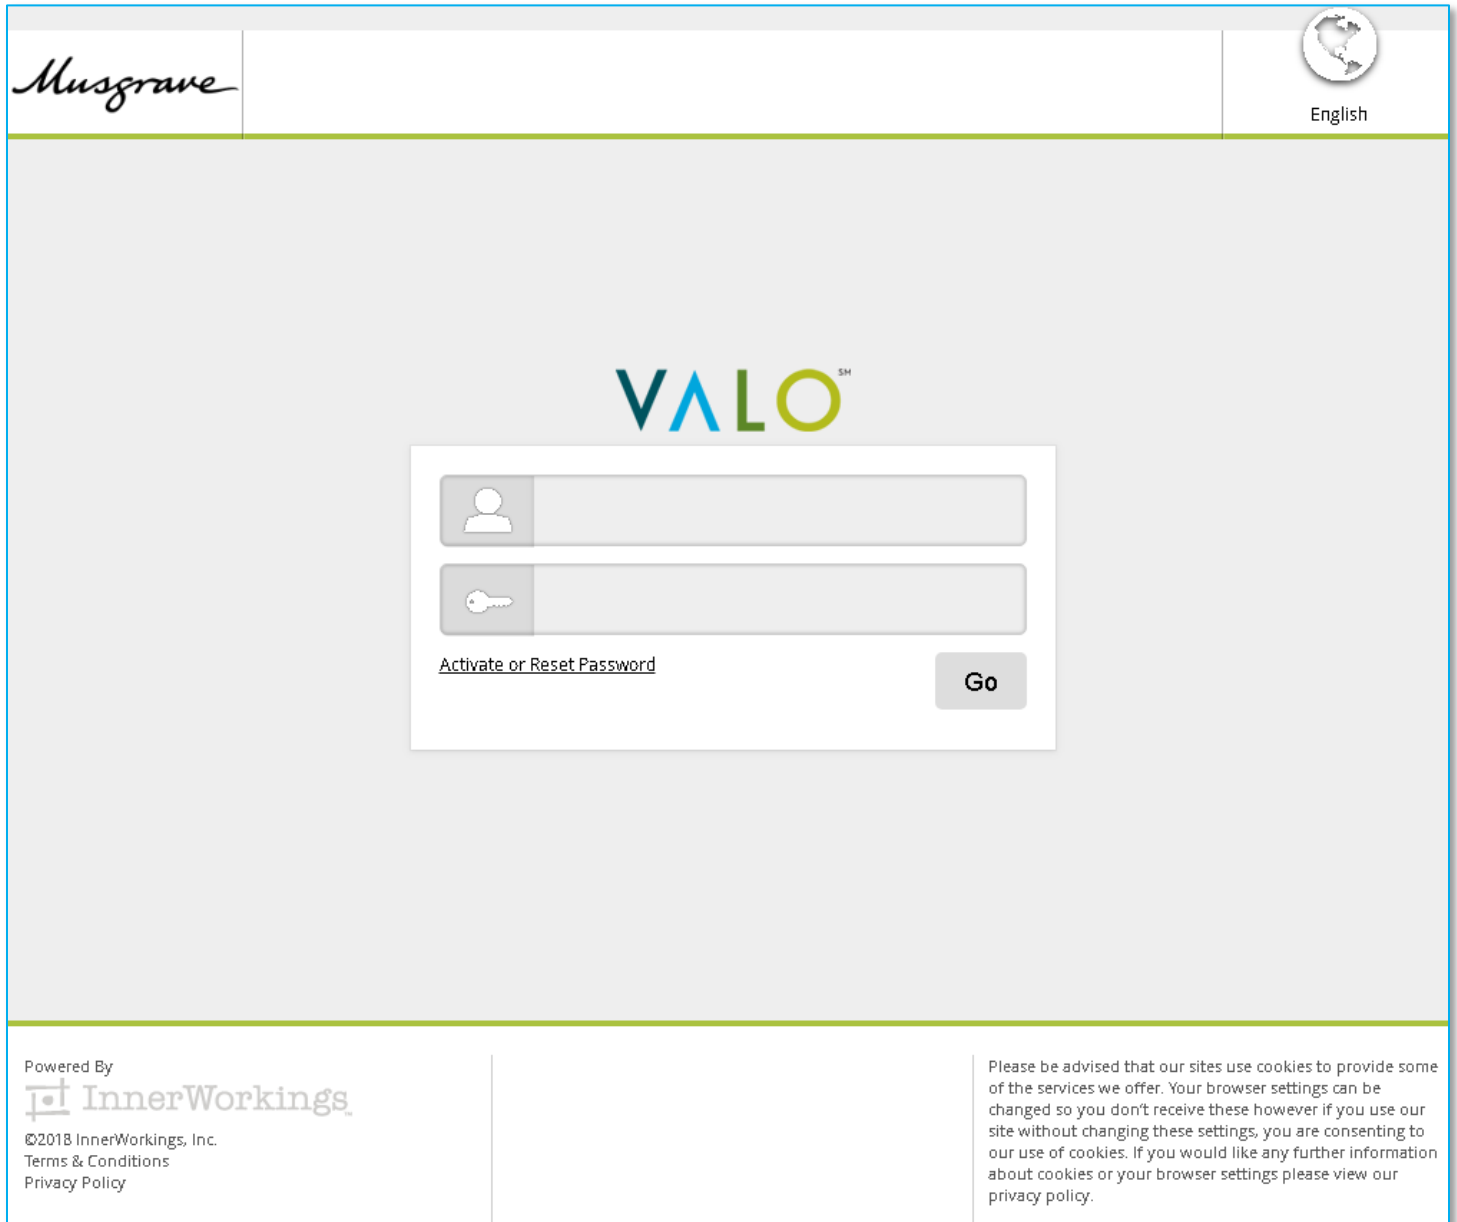 Musgrave
English
VALO SM
Activate or Reset Password
Go
Powered By
InnerWorkings
©2018 InnerWorkings, Inc.
Terms & Conditions
Privacy Policy
Please be advised that our sites use cookies to provide some
of the services we offer. Your browser settings can be
changed so you don't receive these however if you use our
site without changing these settings, you are consenting to
our use of cookies. If you would like any further information
about cookies or your browser settings please view our
privacy policy.